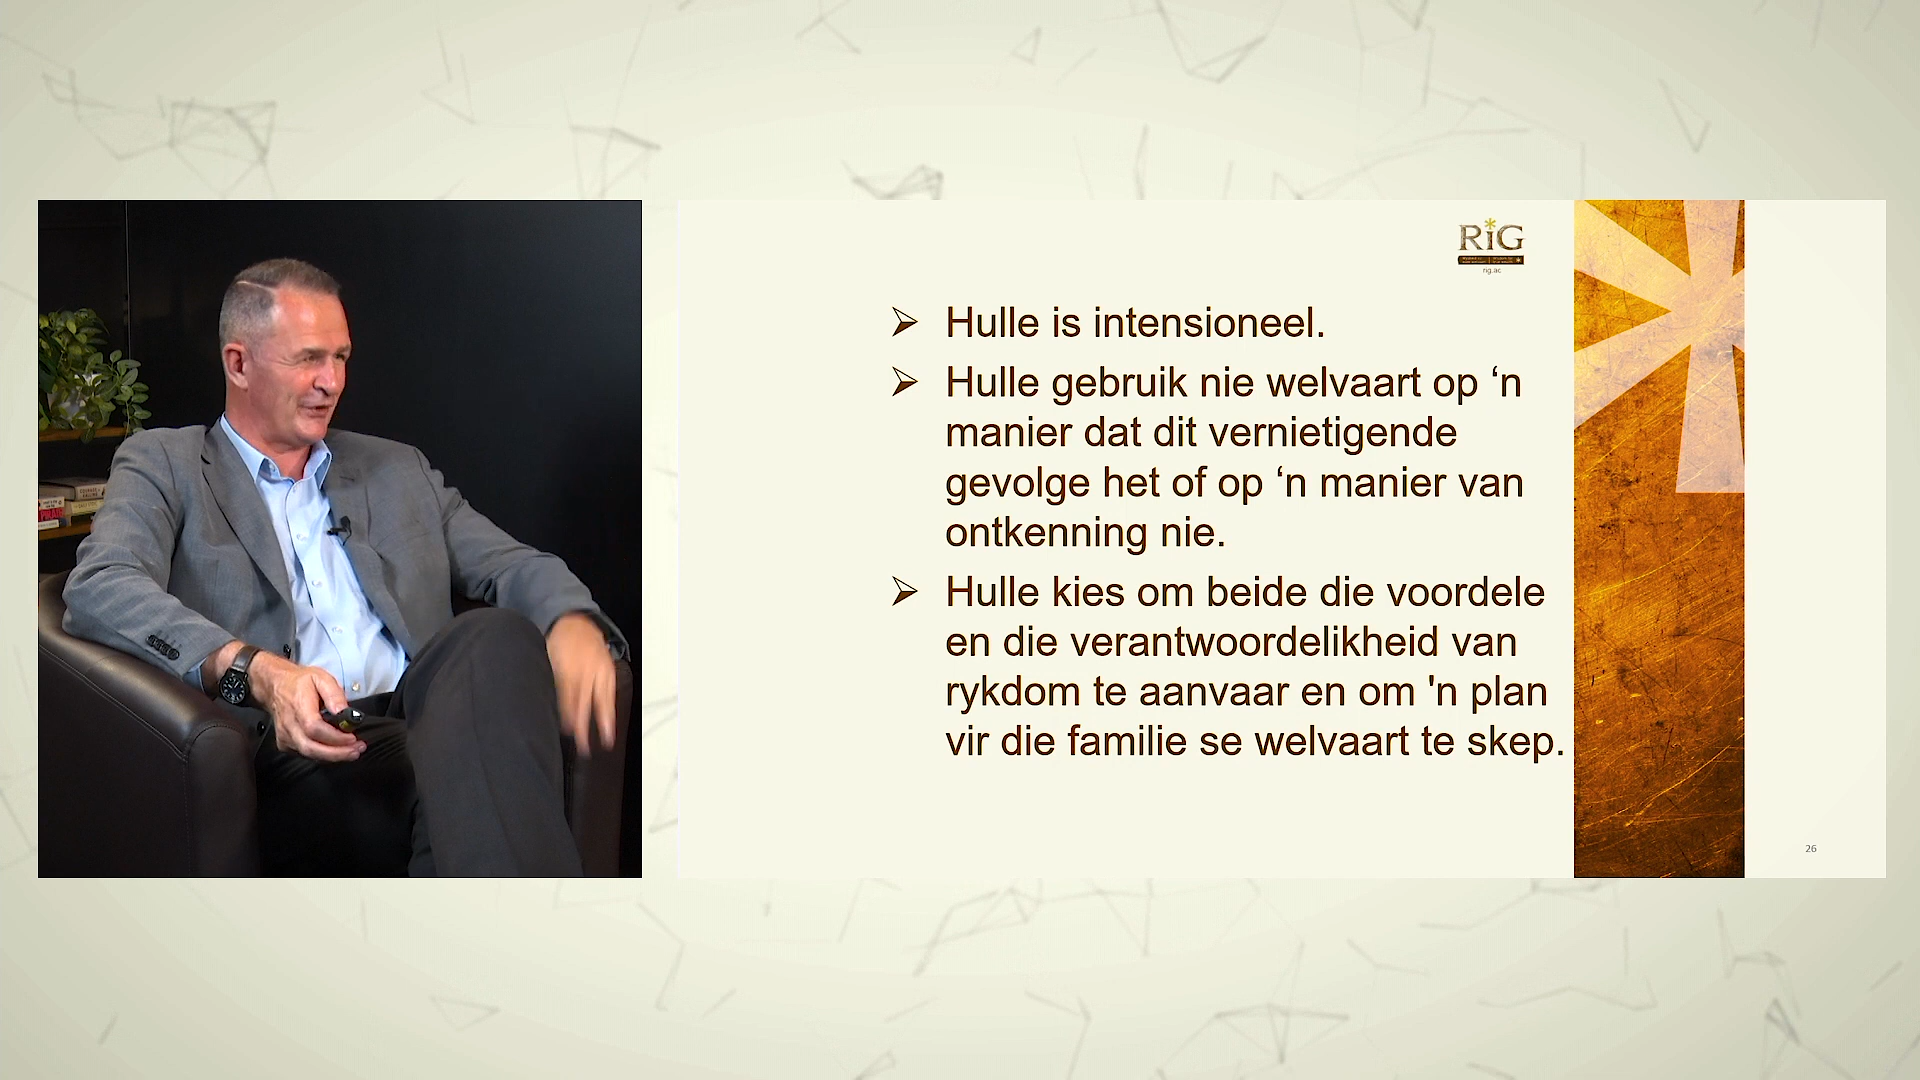 RiG
rig.ac
➢ Hulle is intensioneel.
➢ Hulle gebruik nie welvaart op ‘n
manier dat dit vernietigende
gevolge het of op ‘n manier van
ontkenning nie.
➢ Hulle kies om beide die voordele
en die verantwoordelikheid van
rykdom te aanvaar en om 'n plan
vir die familie se welvaart te skep.
26